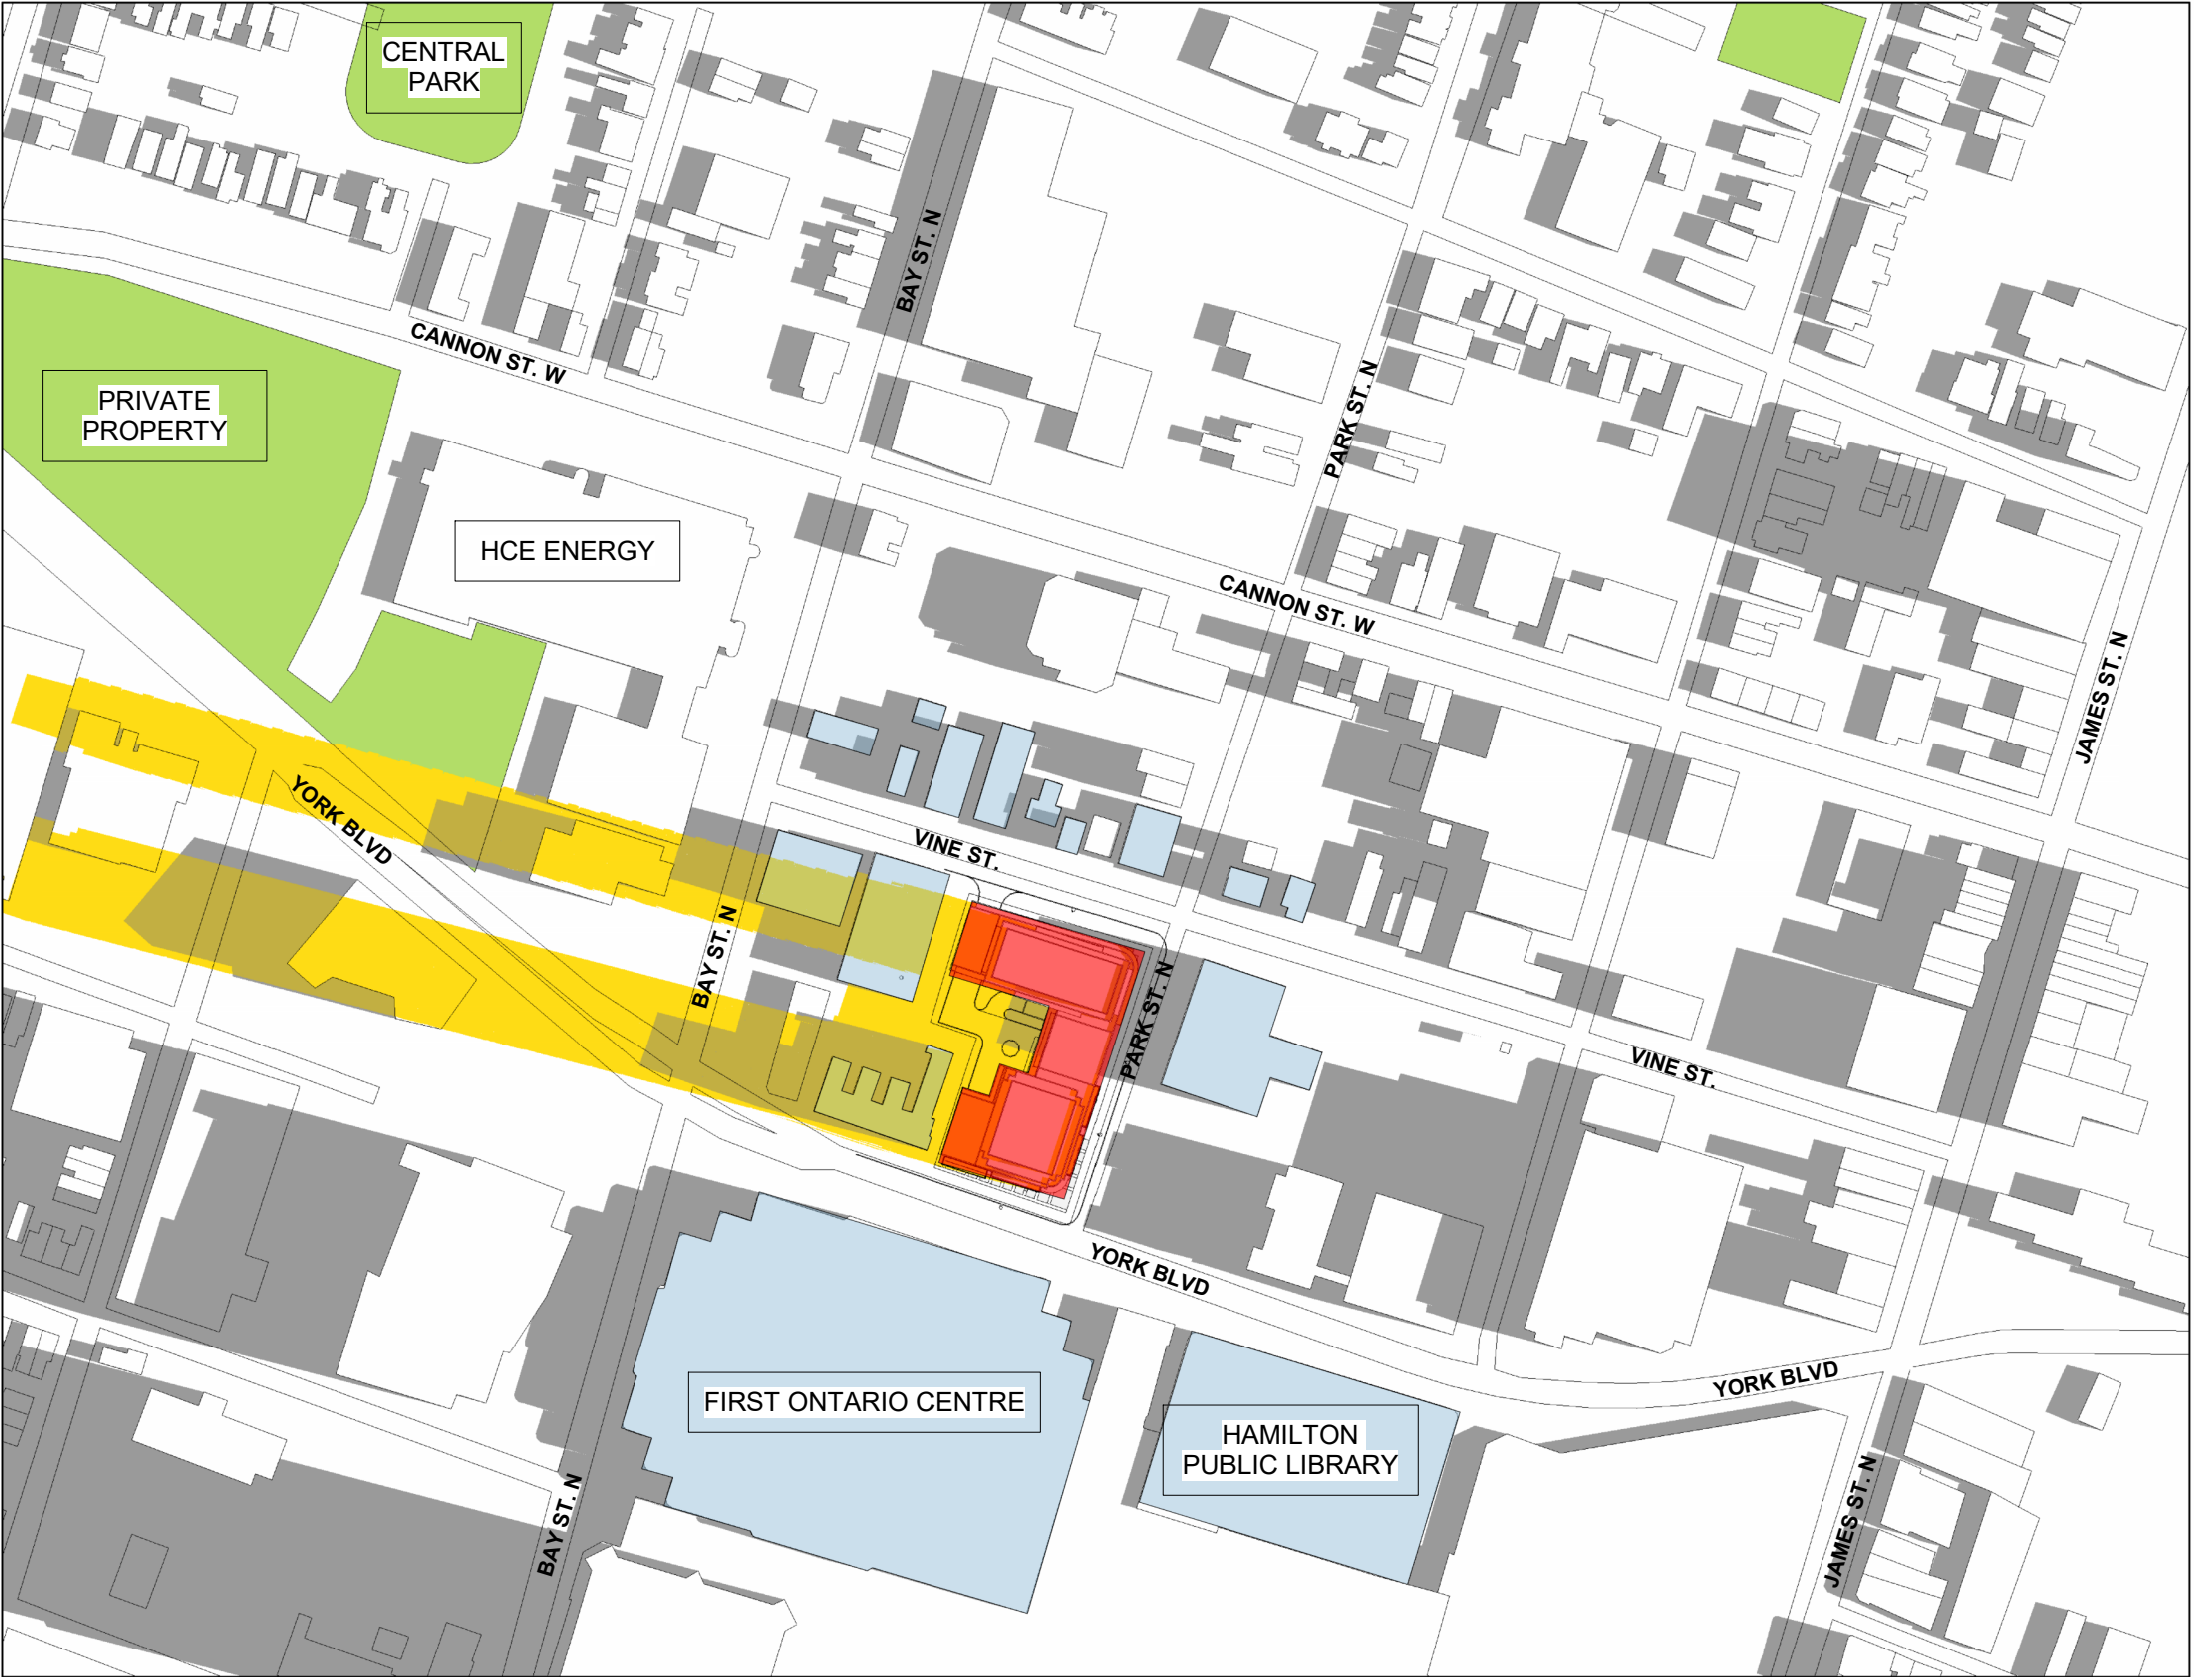 CENTRAL
PARK
BAY ST. N
CANNON ST. W
PRIVATE
PROPERTY
PARK ST. N
HCE ENERGY
CANNON ST. W
JAMES ST. N
YORK BLVD
VINE ST.
BAY ST. N
PARK ST. N
VINE ST.
YORK BLVD
YORK BLVD
FIRST ONTARIO CENTRE
HAMILTON
PUBLIC LIBRARY
BAY ST. N
JAMES ST. N